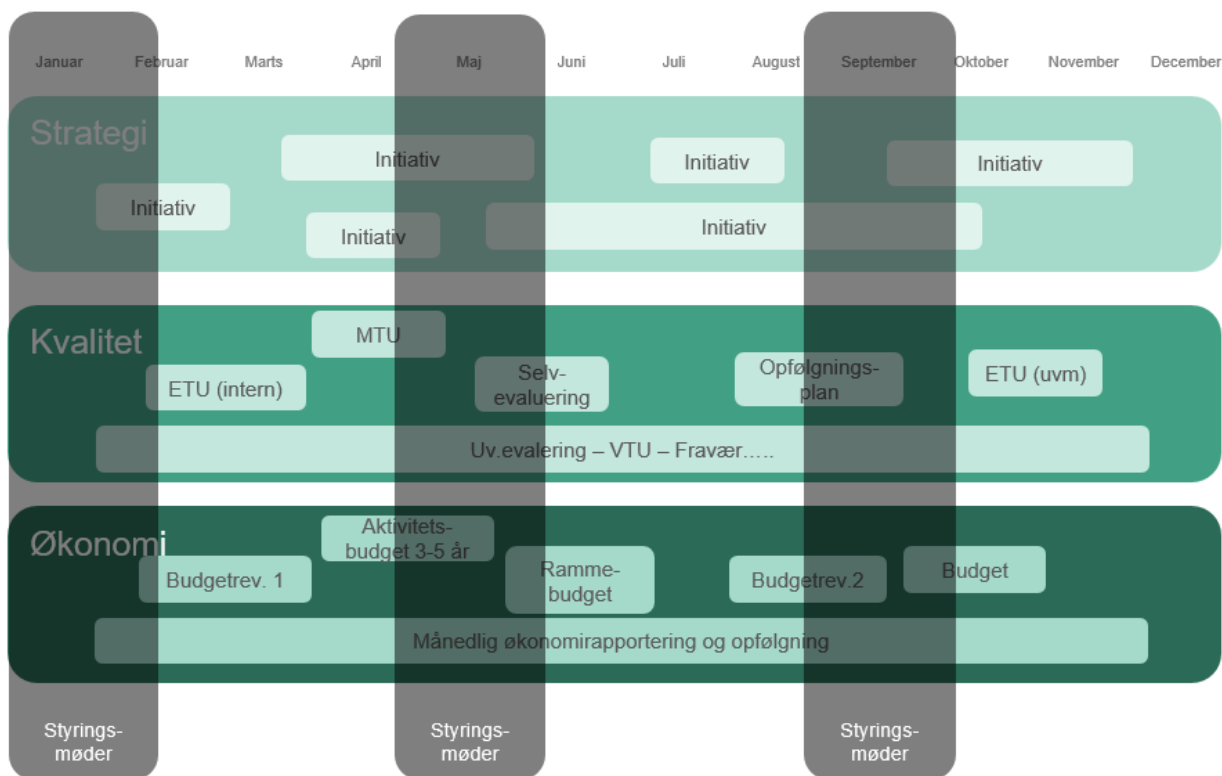 Januar Februar Marts April Maj Juni Juli August September Oktober November December
Strategi
Initiativ
Initiativ
Initiativ
Initiativ
Initiativ
Initiativ
Kvalitet
MTU
ETU (intern)
Selv-
evaluering
Opfølgnings-
plan
ETU (uvm)
Uv.evalering – VTU – Fravær…..
Økonomi
Aktivitets-
budget 3-5 år
Budgetrev. 1
Ramme-
budget
Budgetrev.2
Budget
Månedlig økonomirapportering og opfølgning
Styrings-
møder
Styrings-
møder
Styrings-
møder